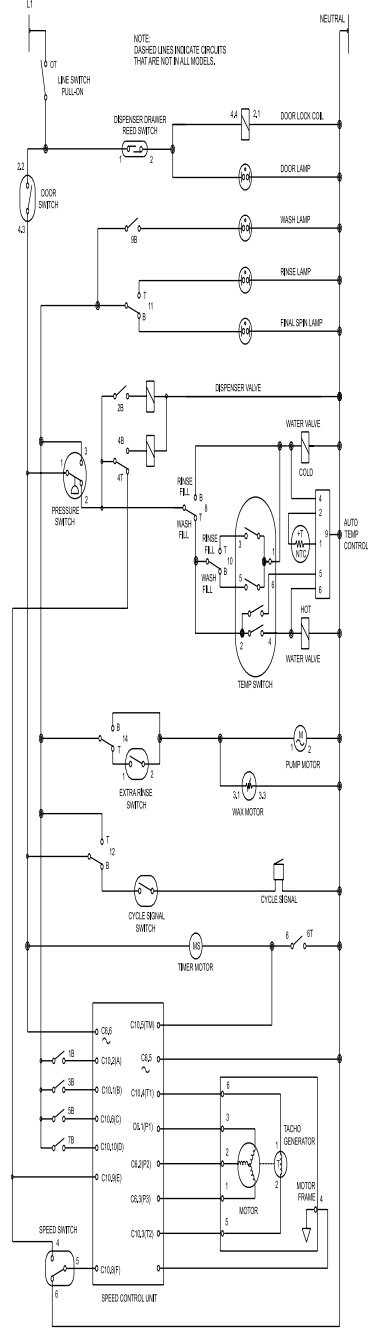 L1
NEUTRAL
NOTE:
DASHED LINES INDICATE CIRCUITS
THAT ARE NOT IN ALL MODELS.
OT
LINE SWITCH
PULL-ON
DISPENSER DRAWER
REED SWITCH
1 2
4.4 2.1
DOOR LOCK COIL
2.2
DOOR
SWITCH
4.3
DOOR LAMP
WASH LAMP
9B
RINSE LAMP
T
11
B
FINAL SPIN LAMP
DISPENSER VALVE
2B
4B
4T
3
1
2
PRESSURE
SWITCH
RINSE
FILL
B
8
T
WASH
FILL
RINSE
FILL
T
10
B
WASH
FILL
3
1
5
6
2
4
TEMP SWITCH
WATER VALVE
COLD
4
2
+T
NTC
1
9
5
6
AUTO
TEMP
CONTROL
HOT
WATER VALVE
B
14
T
1 2
EXTRA RINSE
SWITCH
M
1 2
PUMP MOTOR
3.1 3.3
WAX MOTOR
T
12
B
CYCLE SIGNAL
SWITCH
CYCLE SIGNAL
MS
TIMER MOTOR
6 6T
C8,6
C10,5(TM)
1B
C10,2(A)
C8,5
3B
C10,1(B)
C10,4(T1)
6
5B
C10,6(C)
C6,1(P1)
3
7B
C10,10(D)
C6,2(P2)
2
C10,9(E)
C6,3(P3)
1
C10,3(T2)
5
1
TACHO
GENERATOR
T
2
MOTOR
MOTOR
FRAME
4
SPEED SWITCH
4
5
6
C10,8(F)
SPEED CONTROL UNIT